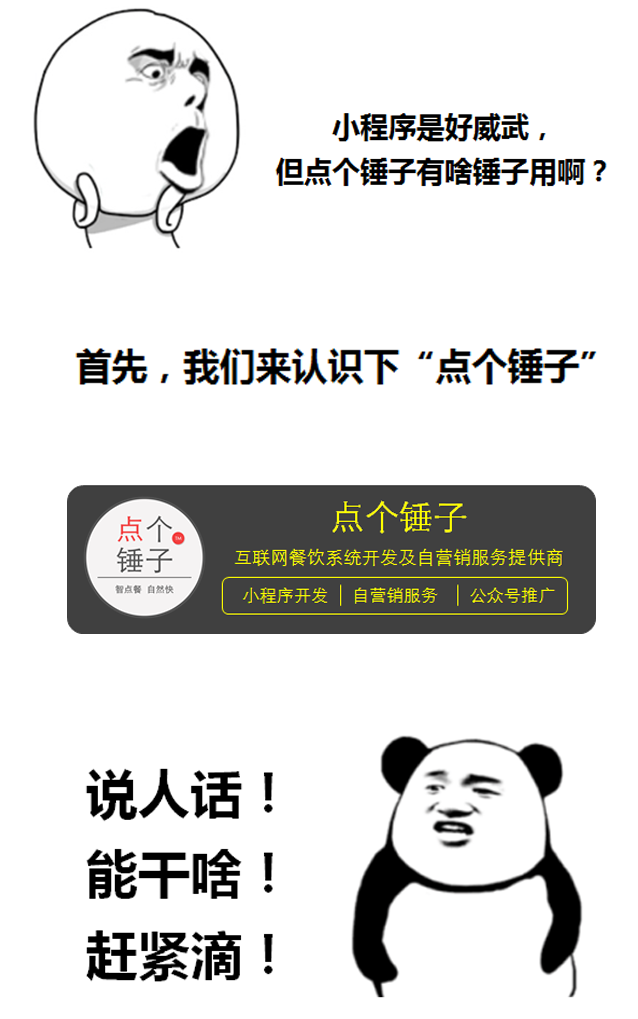 小程序是好威武，
但点个锤子有啥锤子用啊？
首先，我们来认识下“点个锤子”
点个
锤子
TM
智点餐 自然快
点个锤子
互联网餐饮系统开发及自营销服务提供商
小程序开发 | 自营销服务 | 公众号推广
说人话！
能干啥！
赶紧滴！